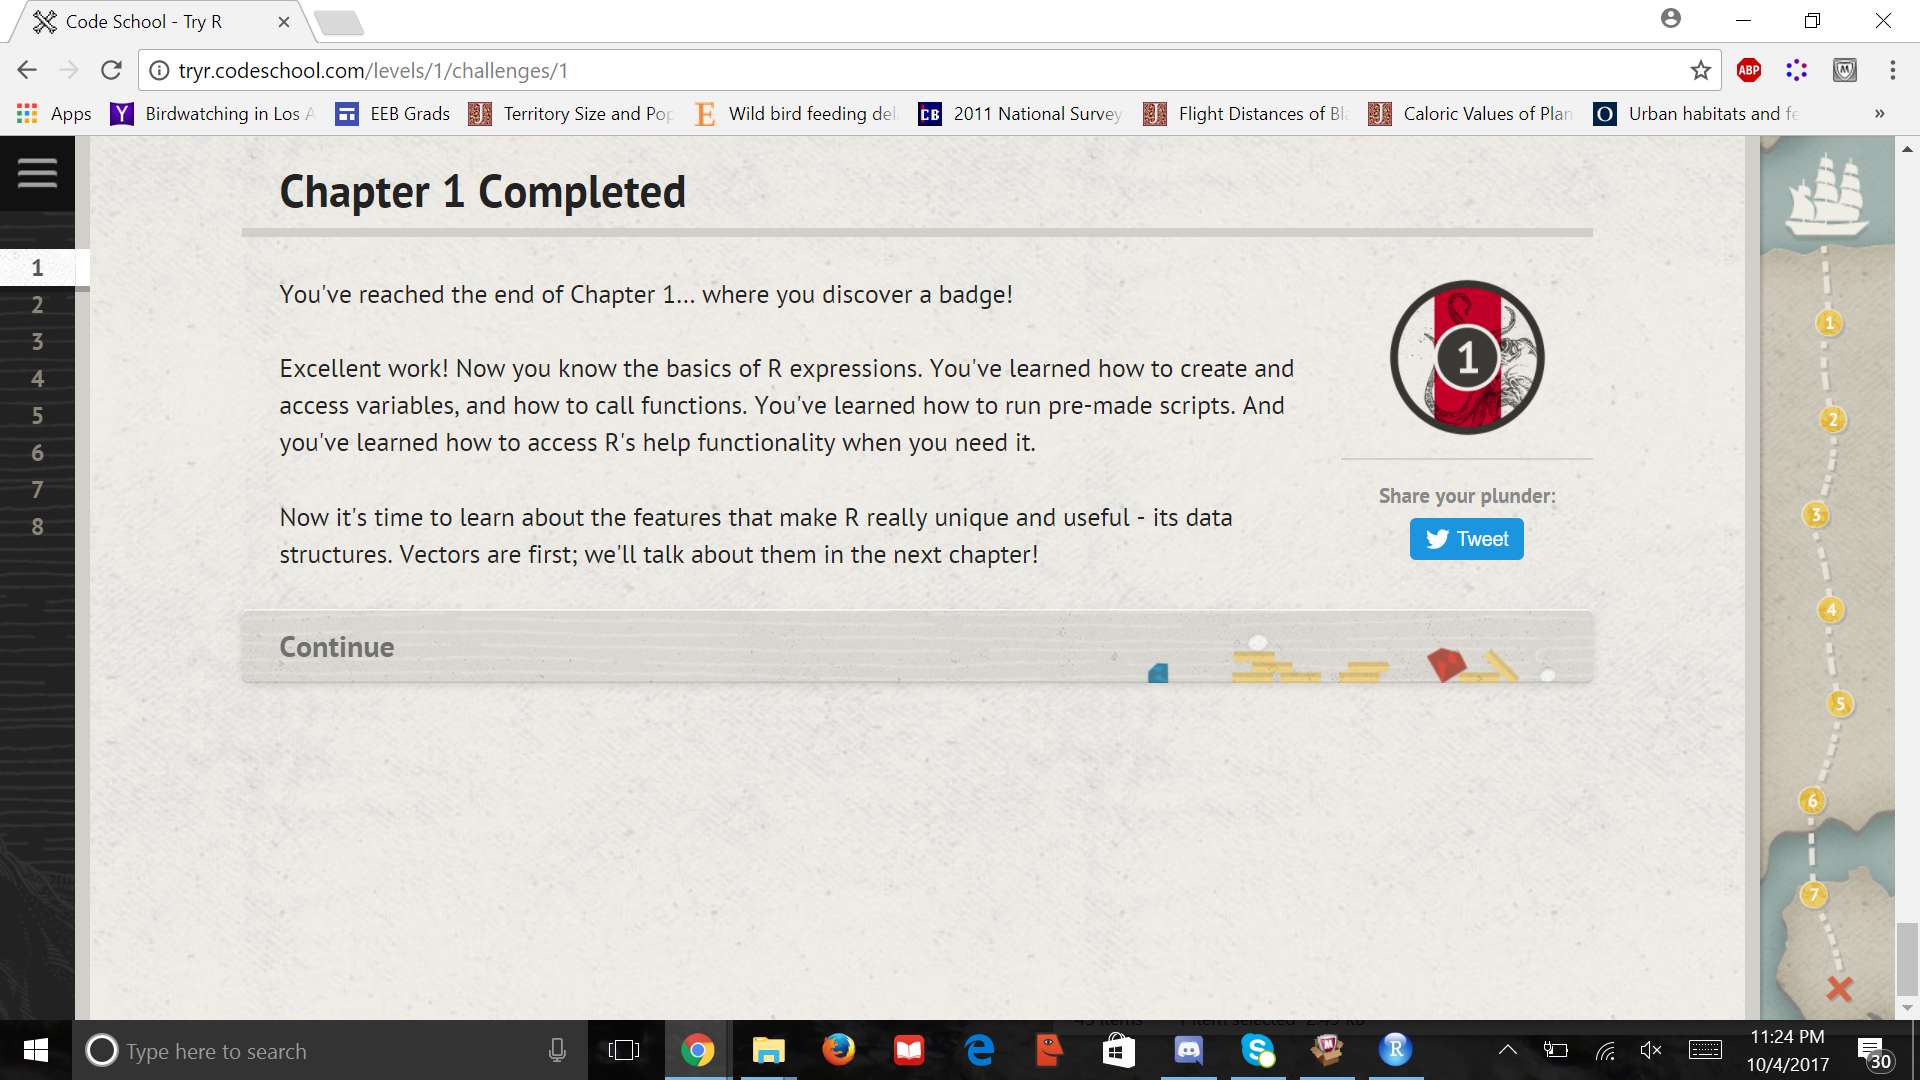 Code School - Try R
tryr.codeschool.com/levels/1/challenges/1
ABP
Apps
Birdwatching in Los
EEB Grads
Territory Size and Pop
Wild bird feeding del
2011 National Survey
Flight Distances of Bla
Caloric Values of Plan
Urban habitats and fe
»
Chapter 1 Completed
1
2
3
4
5
6
7
8
You've reached the end of Chapter 1... where you discover a badge!
Excellent work! Now you know the basics of R expressions. You've learned how to create and
access variables, and how to call functions. You've learned how to run pre-made scripts. And
you've learned how to access R's help functionality when you need it.
Now it's time to learn about the features that make R really unique and useful - its data
structures. Vectors are first; we'll talk about them in the next chapter!
1
Share your plunder:
Tweet
Continue
1
2
3
4
5
6
7
Type here to search
11:24 PM
10/4/2017
30